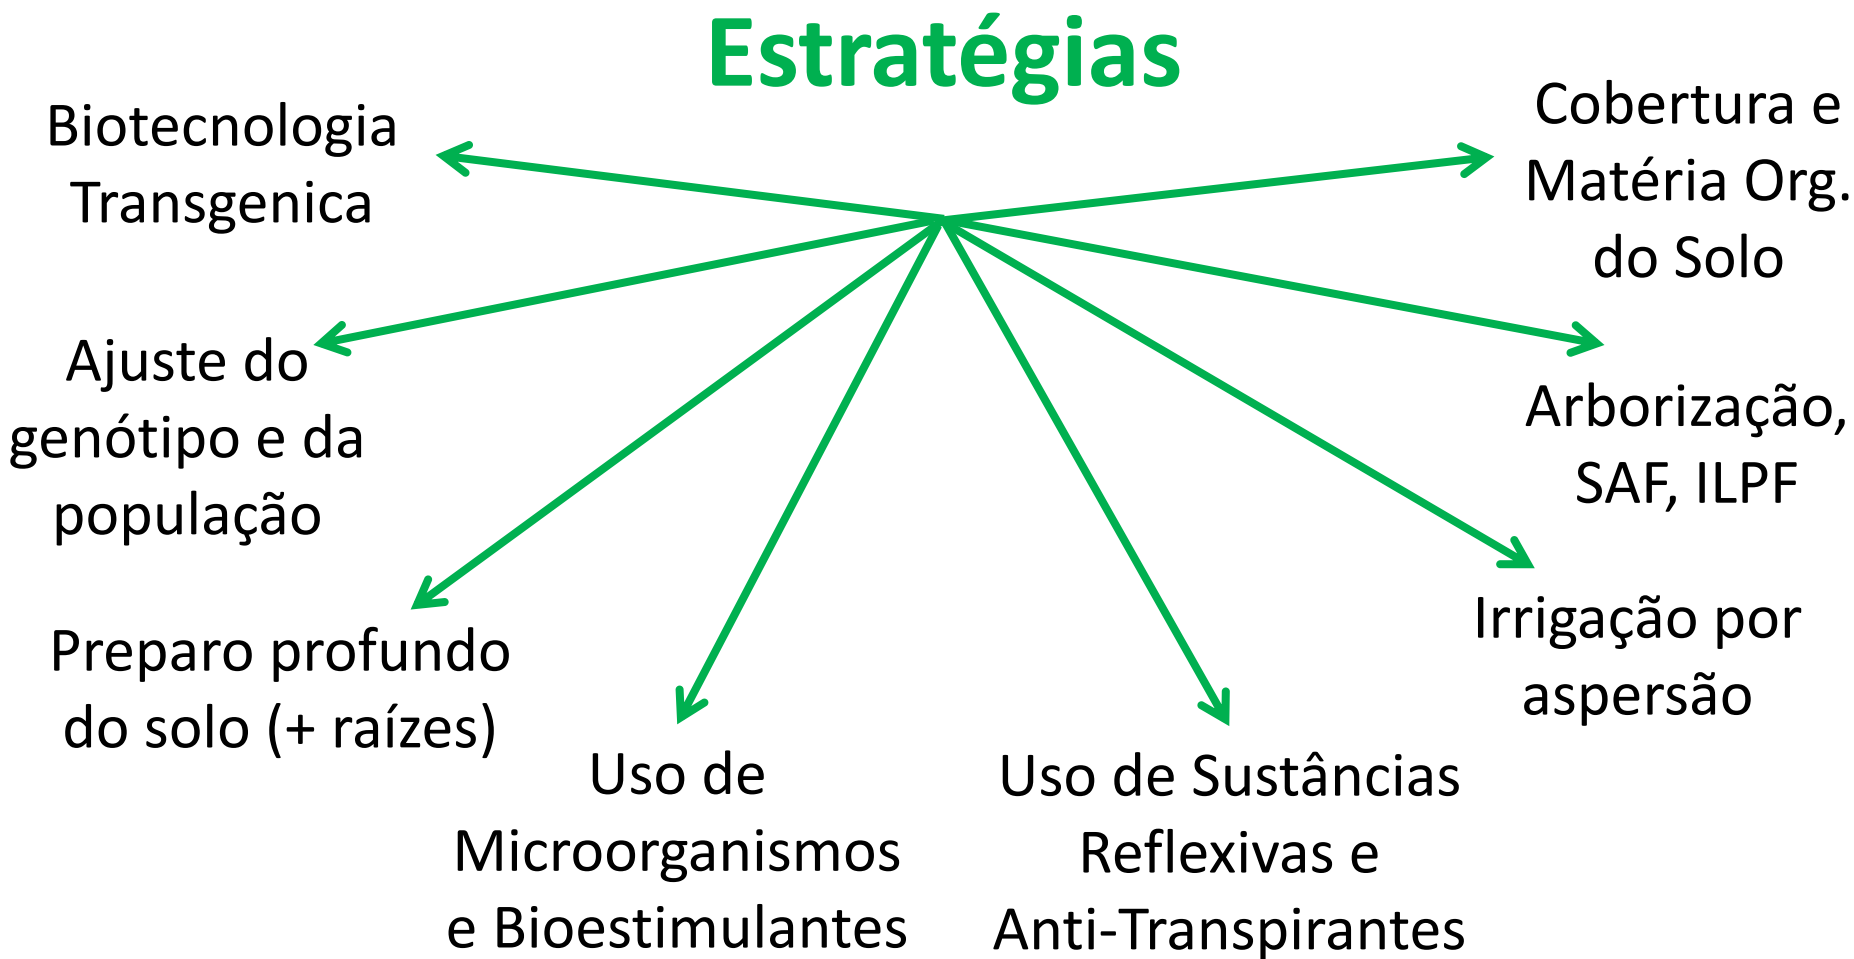 Estratégias
Biotecnologia
Transgenica
Ajuste do
genótipo e da
população
Preparo profundo
do solo (+ raízes)
Uso de
Microorganismos
e Bioestimulantes
Uso de Sustâncias
Reflexivas e
Anti-Transpirantes
Irrigação por
aspersão
Arborização,
SAF, ILPF
Cobertura e
Matéria Org.
do Solo